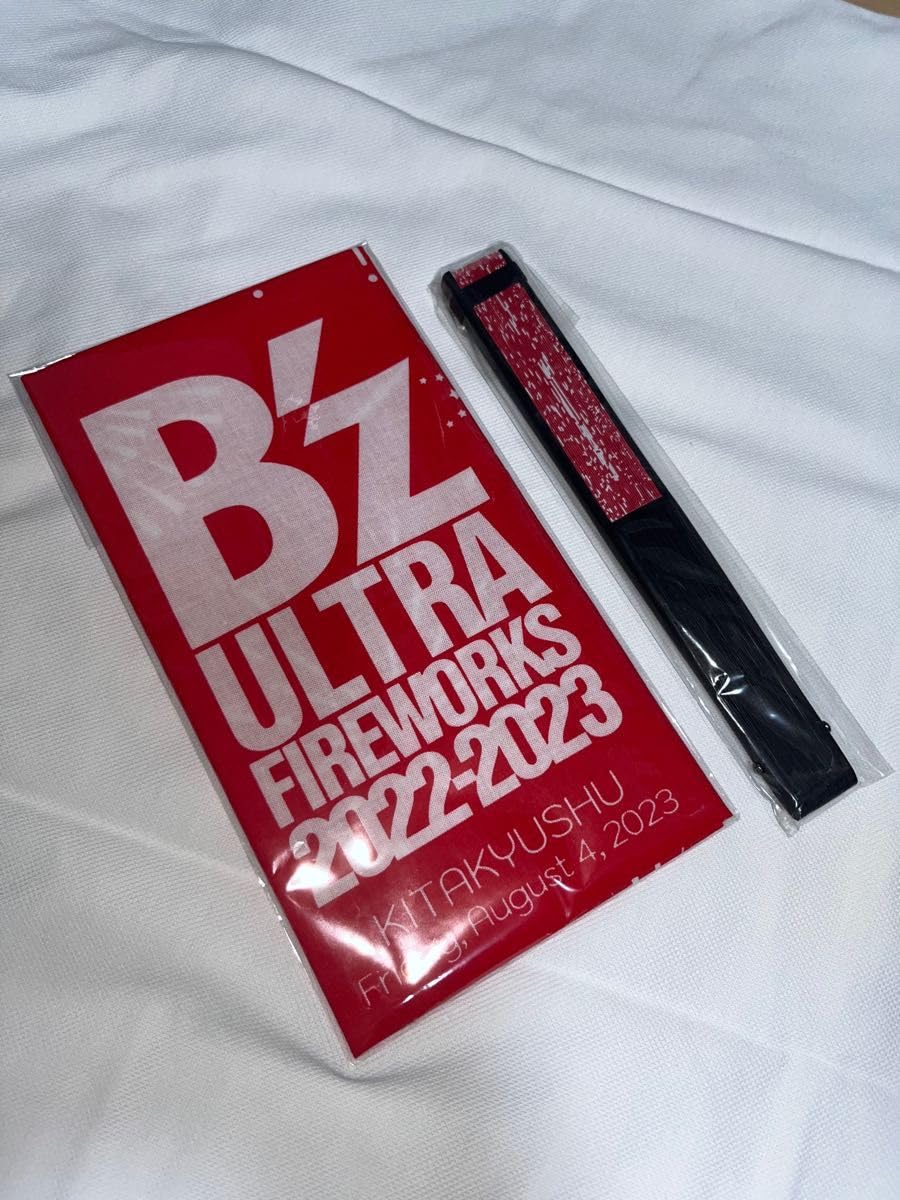 B'z
ULTRA
FIREWORKS
2022-2023
KITAKYUSHU
Friday, August 4, 2023